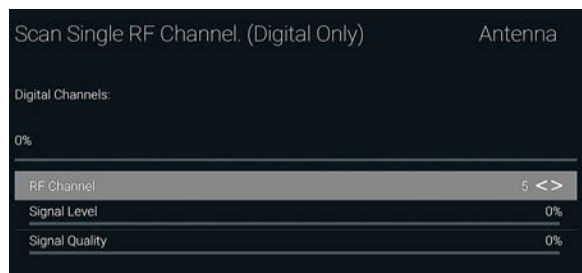 Scan Single RF Channel. (Digital Only) Antenna
Digital Channels:
0%
RF Channel 5 <>
Signal Level 0%
Signal Quality 0%